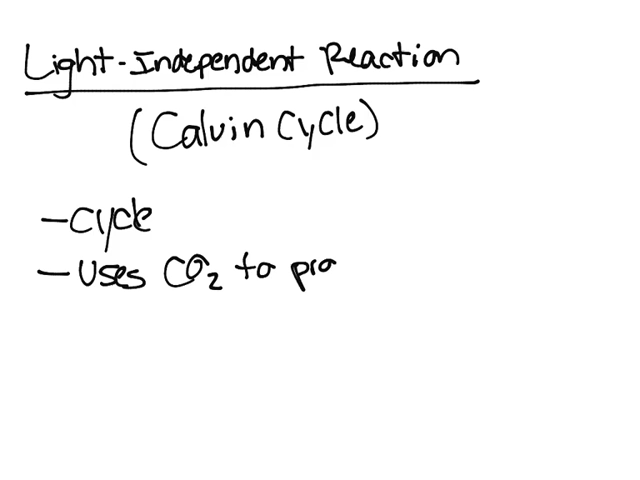 Light-Independent Reaction
(Calvin Cycle)
- Cycle
- Uses CO₂ to pro